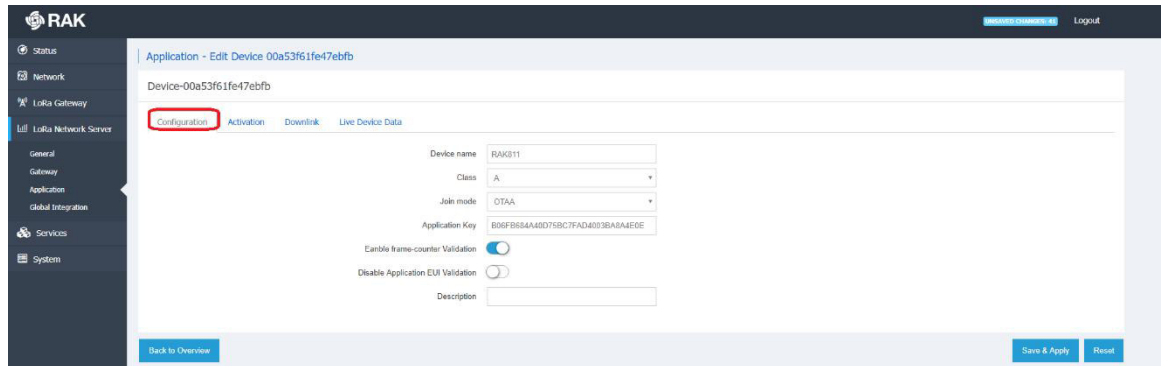 RAK
UNSAVED CHANGES: 41
Logout
Status
Network
LoRa Gateway
LoRa Network Server
General
Gateway
Application
Global Integration
Services
System
Application - Edit Device 00a53f61fe47ebfb
Device-00a53f61fe47ebfb
Configuration Activation Downlink Live Device Data
Device name RAK811
Class A
Join mode OTAA
Application Key B06FB684A40D75BC7FAD4003BA8A4E0E
Eanble frame-counter Validation
Disable Application EUI Validation
Description
Back to Overview
Save & Apply Reset